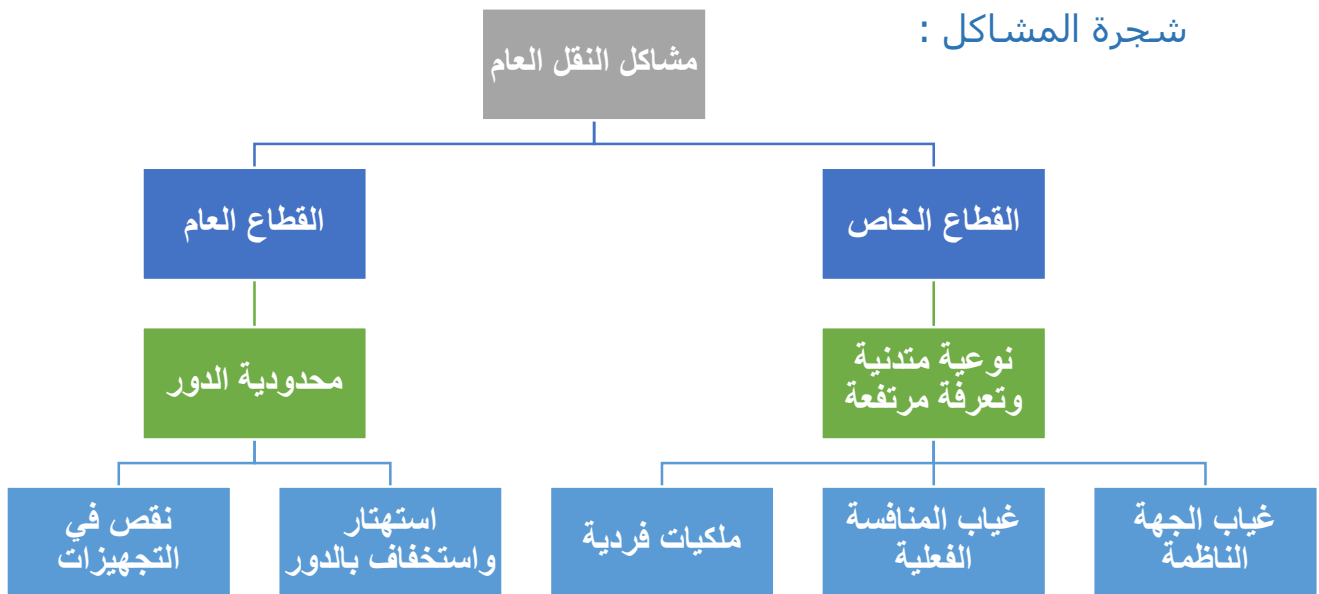 شجرة المشاكل :
مشاكل النقل العام
القطاع الخاص
القطاع العام
نوعية متدنية
وتعرفة مرتفعة
محدودية الدور
غياب الجهة
الناظمة
غياب المنافسة
الفعلية
ملكيات فردية
استهتار
واستخفاف بالدور
نقص في
التجهيزات